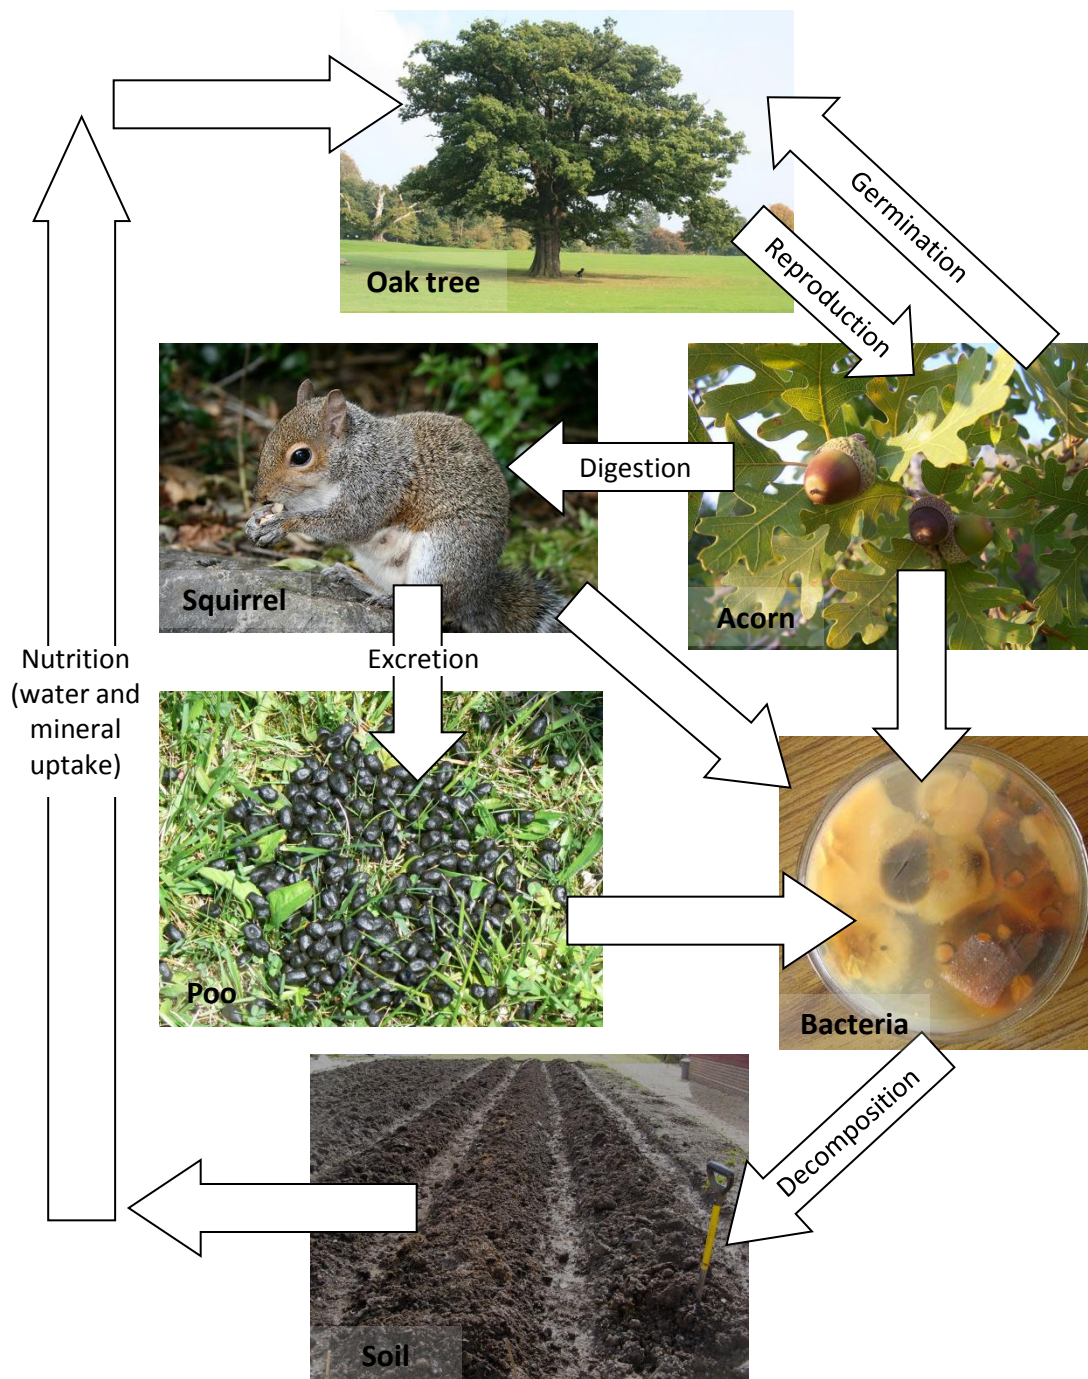 Oak tree
Germination
Reproduction
Digestion
Squirrel
Acorn
Nutrition
(water and
mineral
uptake)
Excretion
Poo
Bacteria
Decomposition
Soil